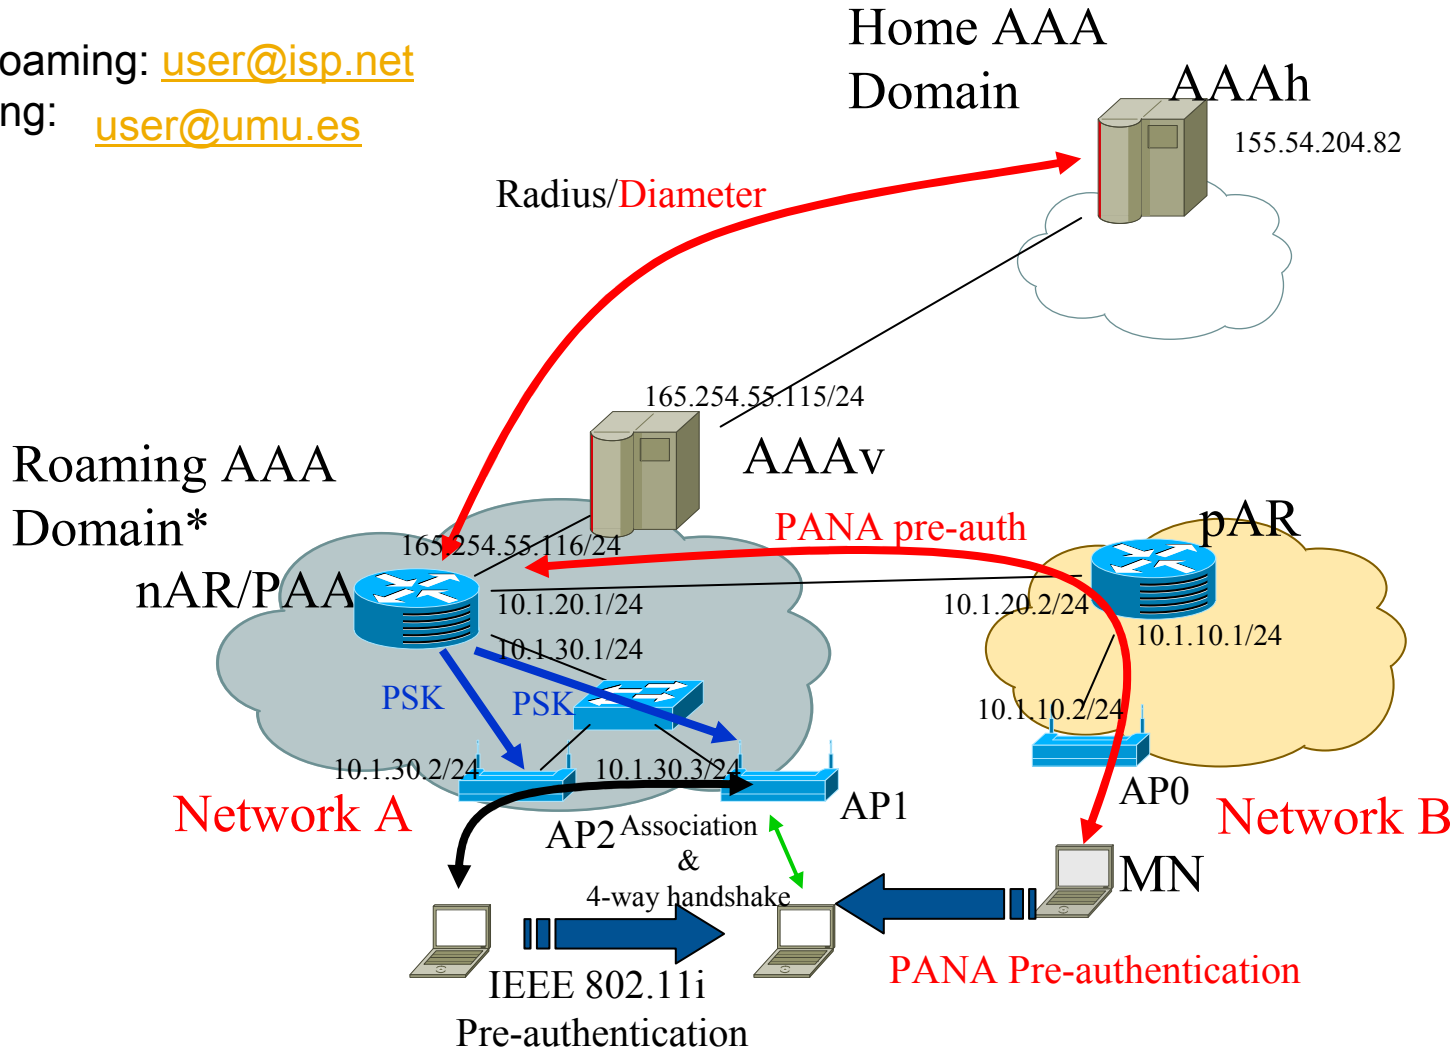 Home AAA
Domain
AAAh
155.54.204.82
oaming: user@isp.net
ng: user@umu.es
Radius/Diameter
165.254.55.115/24
AAAv
Roaming AAA
Domain*
165.254.55.116/24
nAR/PAA
PANA pre-auth
pAR
10.1.20.1/24
10.1.20.2/24
10.1.30.1/24
10.1.10.1/24
PSK
PSK
10.1.10.2/24
10.1.30.2/24
10.1.30.3/24
Network A
AP2
AP1
AP0
Network B
Association
&
4-way handshake
MN
IEEE 802.11i
Pre-authentication
PANA Pre-authentication